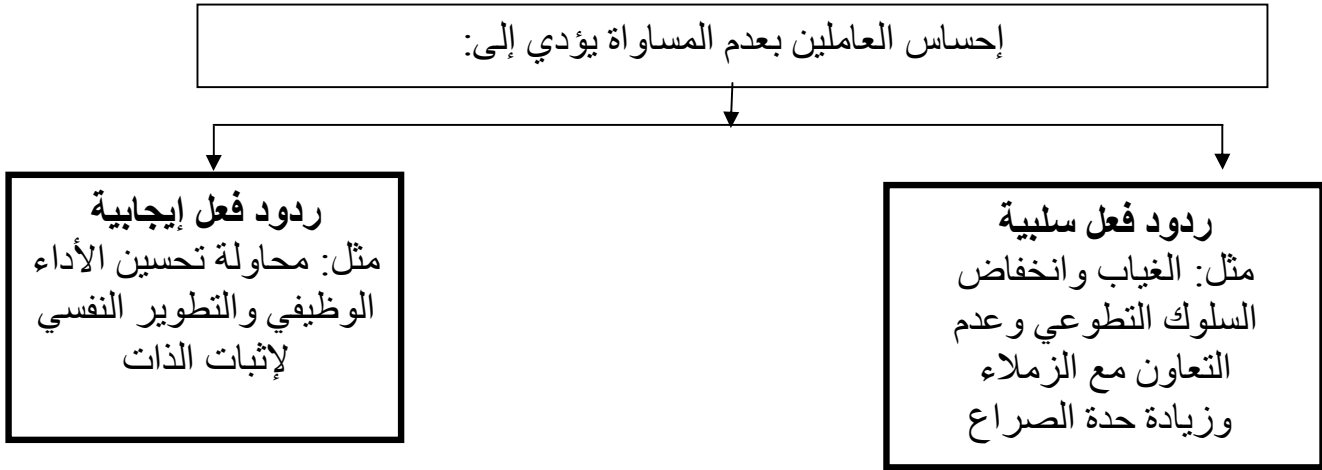 إحساس العاملين بعدم المساواة يؤدي إلى:
ردود فعل سلبية
مثل: الغياب وانخفاض
السلوك التطوعي وعدم
التعاون مع الزملاء
وزيادة حدة الصراع
ردود فعل إيجابية
مثل: محاولة تحسين الأداء
الوظيفي والتطوير النفسي
لإثبات الذات